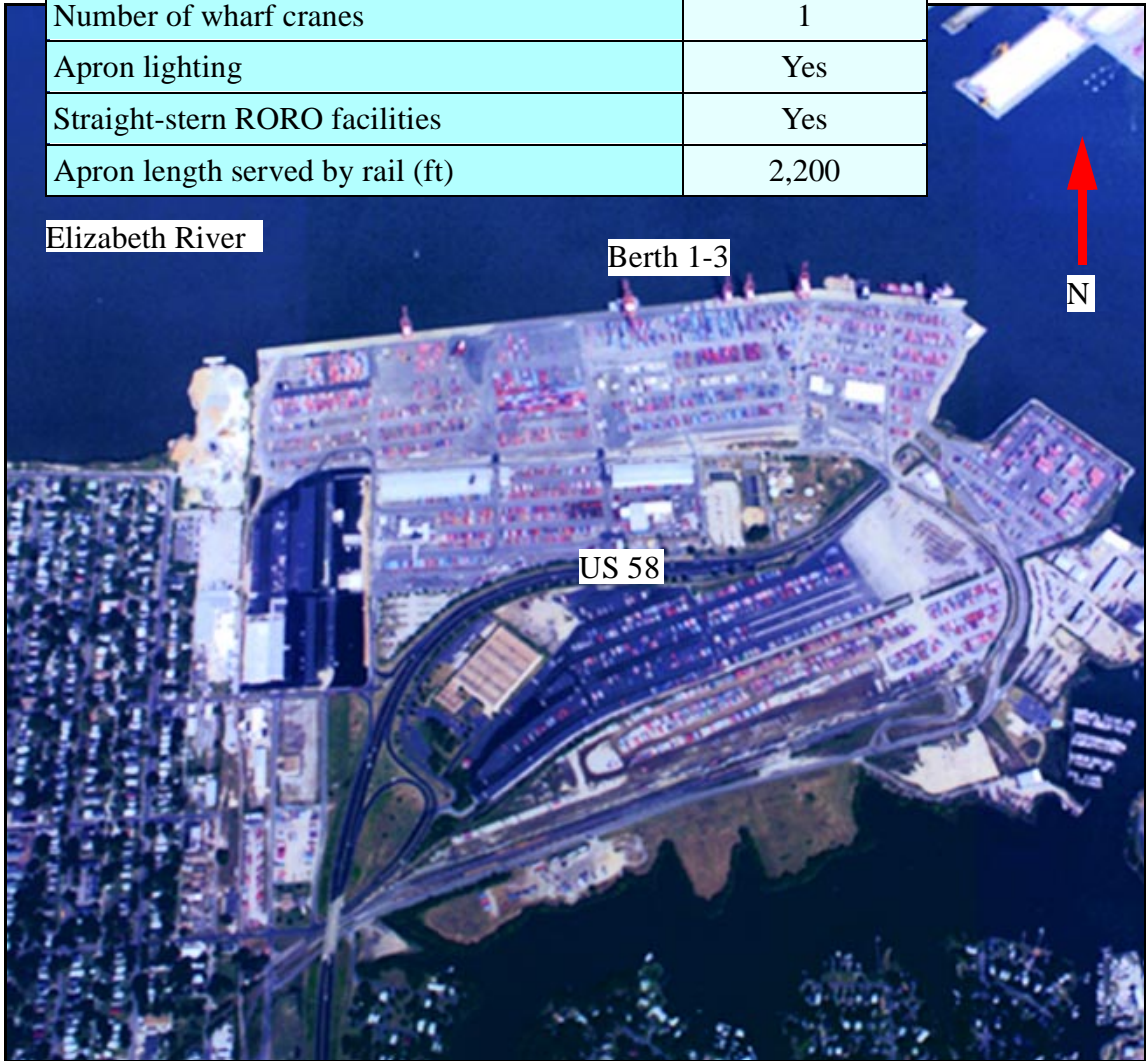 Number of wharf cranes 1
Apron lighting Yes
Straight-stern RORO facilities Yes
Apron length served by rail (ft) 2,200
Elizabeth River
Berth 1-3
N
US 58